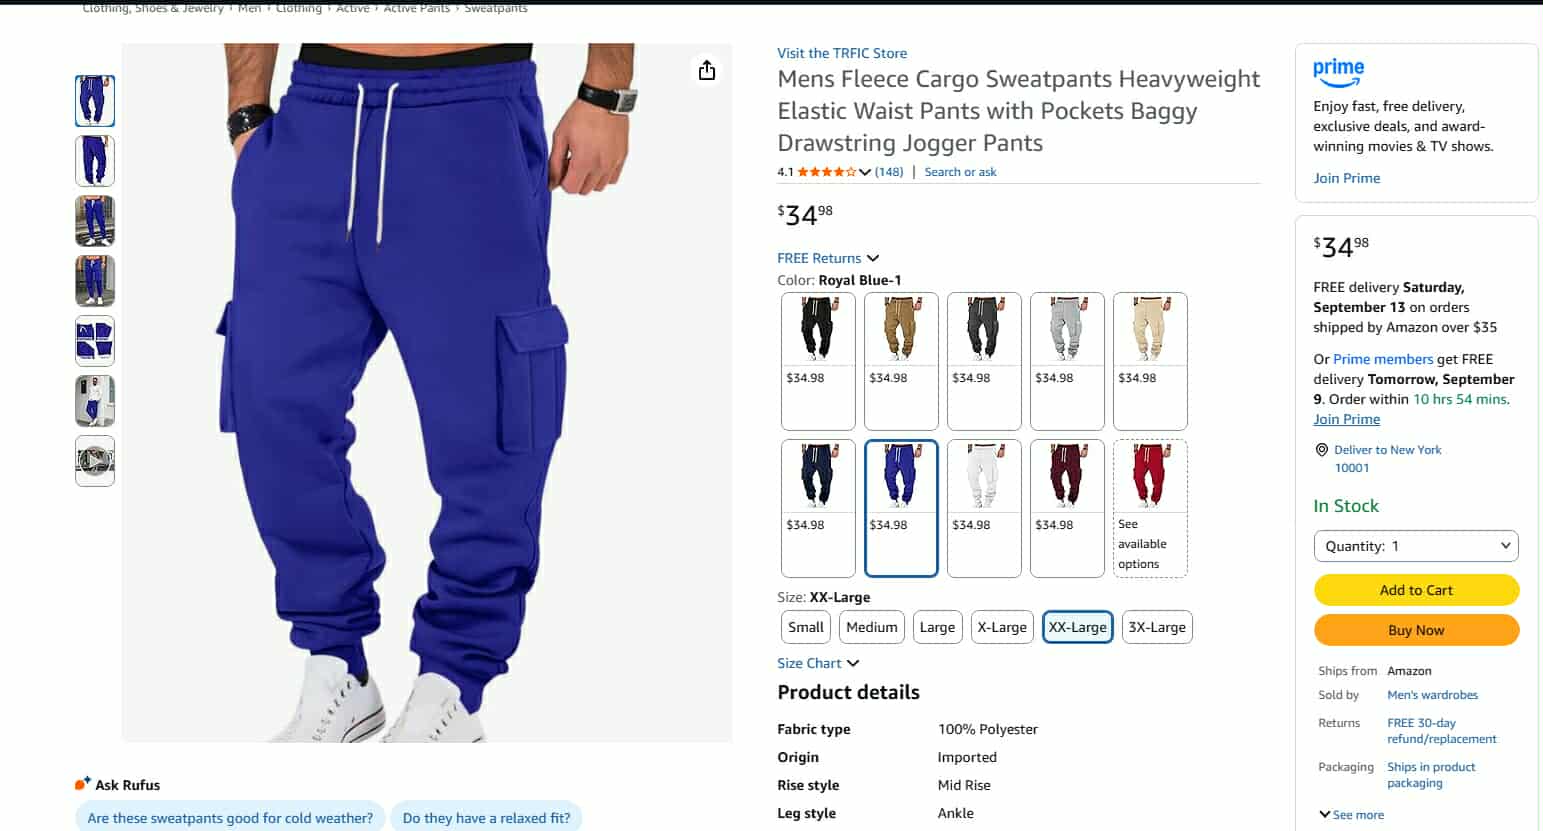 Clothing, Shoes & Jewelry › Men › Clothing › Active › Active Pants › Sweatpants
Visit the TRFIC Store
Mens Fleece Cargo Sweatpants Heavyweight
Elastic Waist Pants with Pockets Baggy
Drawstring Jogger Pants
4.1 (148) | Search or ask
$34.98
FREE Returns
Color: Royal Blue-1
$34.98 $34.98 $34.98 $34.98 $34.98
$34.98 $34.98 $34.98 $34.98 See
available
options
Size: XX-Large
Small Medium Large X-Large XX-Large 3X-Large
Size Chart
Product details
Fabric type 100% Polyester
Origin Imported
Rise style Mid Rise
Leg style Ankle
Ask Rufus
Are these sweatpants good for cold weather? Do they have a relaxed fit?
prime
Enjoy fast, free delivery,
exclusive deals, and award-
winning movies & TV shows.
Join Prime
$34.98
FREE delivery Saturday,
September 13 on orders
shipped by Amazon over $35
Or Prime members get FREE
delivery Tomorrow, September
9. Order within 10 hrs 54 mins.
Join Prime
Deliver to New York
10001
In Stock
Quantity: 1
Add to Cart
Buy Now
Ships from Amazon
Sold by Men's wardrobes
Returns FREE 30-day
refund/replacement
Packaging Ships in product
packaging
See more